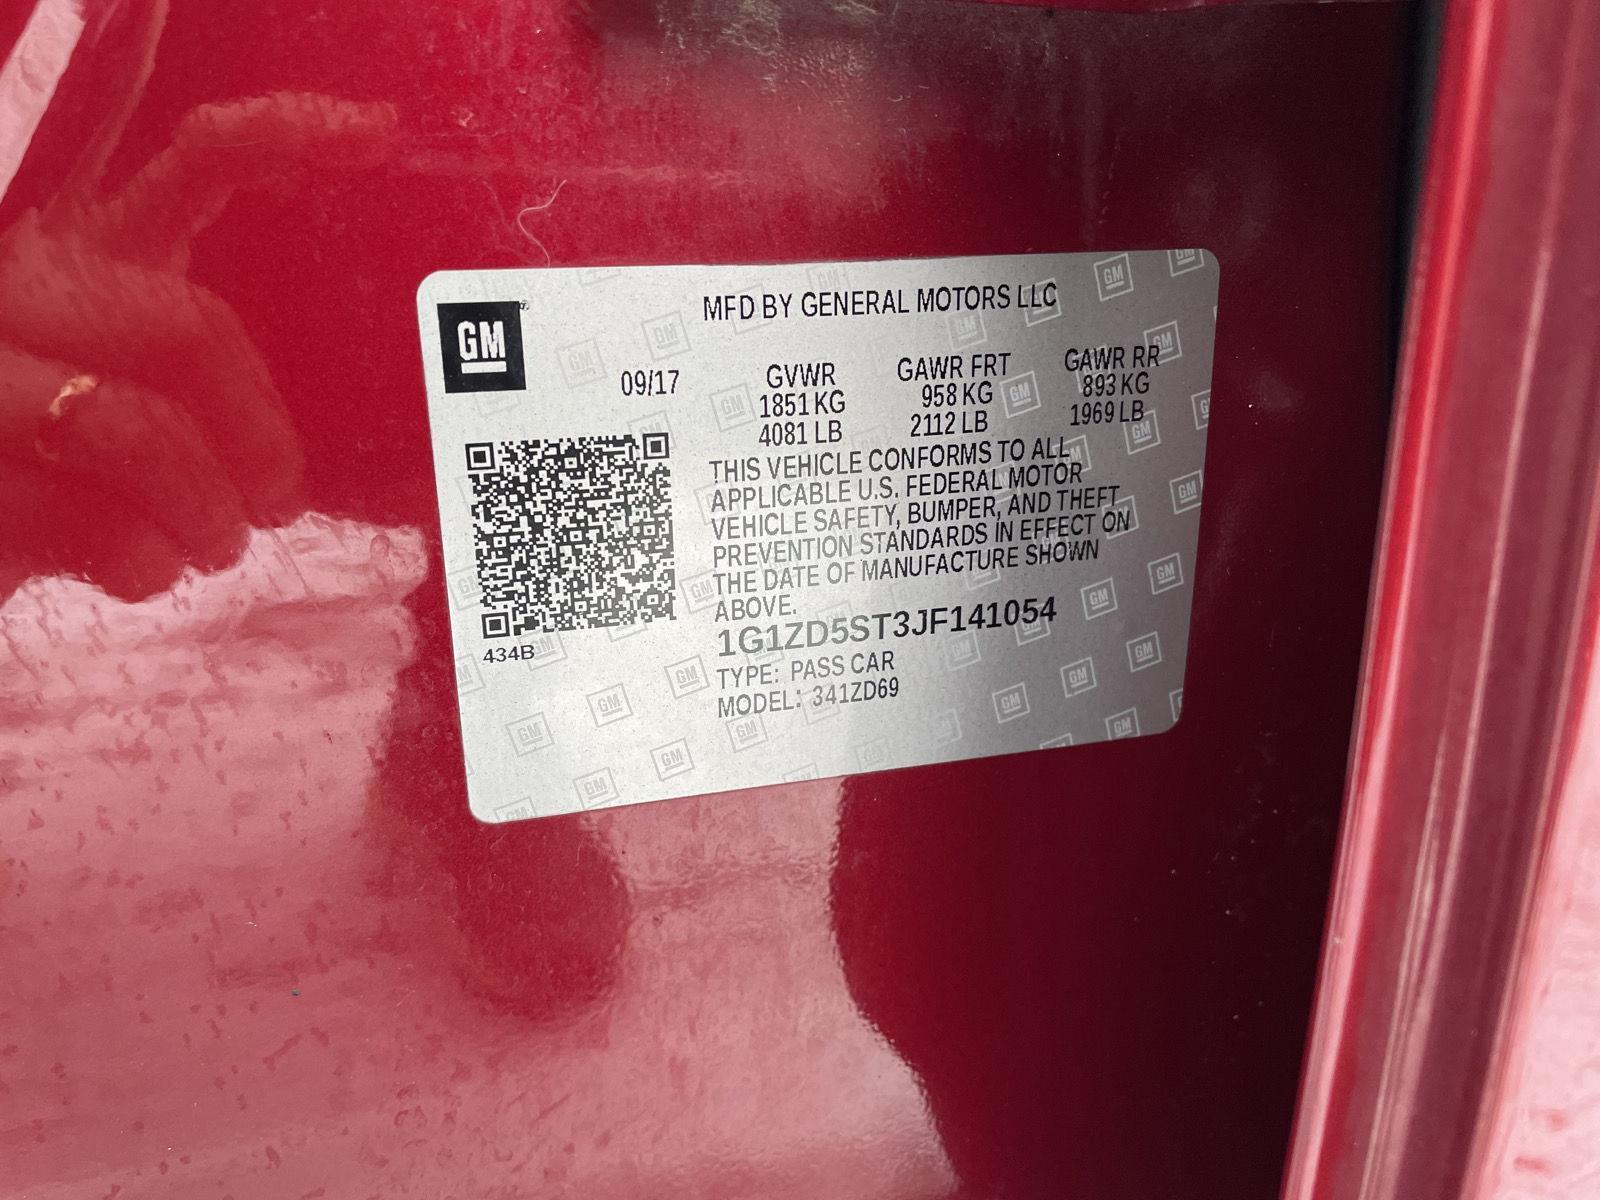 GM
MFD BY GENERAL MOTORS LLC
09/17
GVWR GAWR FRT GAWR RR
1851 KG 958 KG 893 KG
4081 LB 2112 LB 1969 LB
THIS VEHICLE CONFORMS TO ALL
APPLICABLE U.S. FEDERAL MOTOR
VEHICLE SAFETY, BUMPER, AND THEFT
PREVENTION STANDARDS IN EFFECT ON
THE DATE OF MANUFACTURE SHOWN
ABOVE.
1G1ZD5ST3JF141054
TYPE: PASS CAR
MODEL: 341ZD69
434B